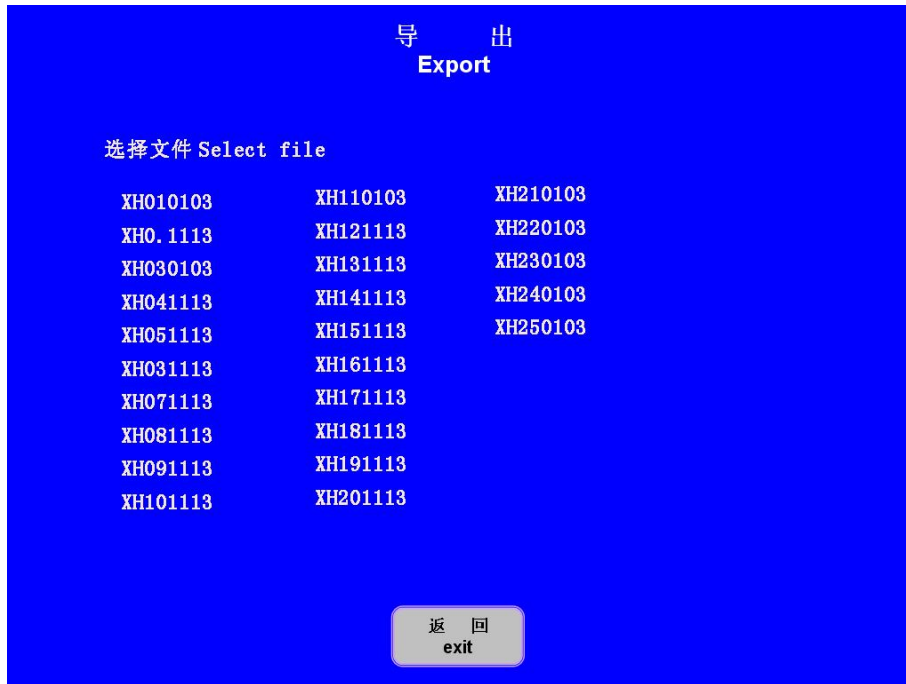 导 出
Export
选择文件 Select file
XH010103
XH0.1113
XH030103
XH041113
XH051113
XH031113
XH071113
XH081113
XH091113
XH101113
XH110103
XH121113
XH131113
XH141113
XH151113
XH161113
XH171113
XH181113
XH191113
XH201113
XH210103
XH220103
XH230103
XH240103
XH250103
返 回
exit